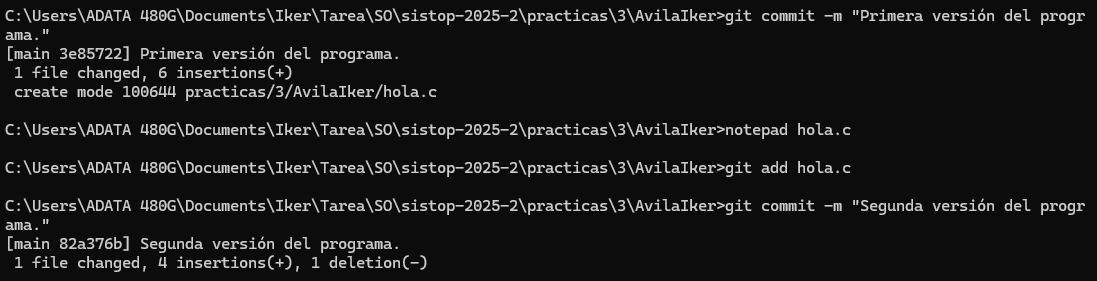 C:\Users\ADATA 480G\Documents\Iker\Tarea\SO\sistop-2025-2\practicas\3\AvilaIker>git commit -m "Primera versión del progr
ama."
[main 3e85722] Primera versión del programa.
 1 file changed, 6 insertions(+)
 create mode 100644 practicas/3/AvilaIker/hola.c
C:\Users\ADATA 480G\Documents\Iker\Tarea\SO\sistop-2025-2\practicas\3\AvilaIker>notepad hola.c
C:\Users\ADATA 480G\Documents\Iker\Tarea\SO\sistop-2025-2\practicas\3\AvilaIker>git add hola.c
C:\Users\ADATA 480G\Documents\Iker\Tarea\SO\sistop-2025-2\practicas\3\AvilaIker>git commit -m "Segunda versión del progr
ama."
[main 82a376b] Segunda versión del programa.
 1 file changed, 4 insertions(+), 1 deletion(-)